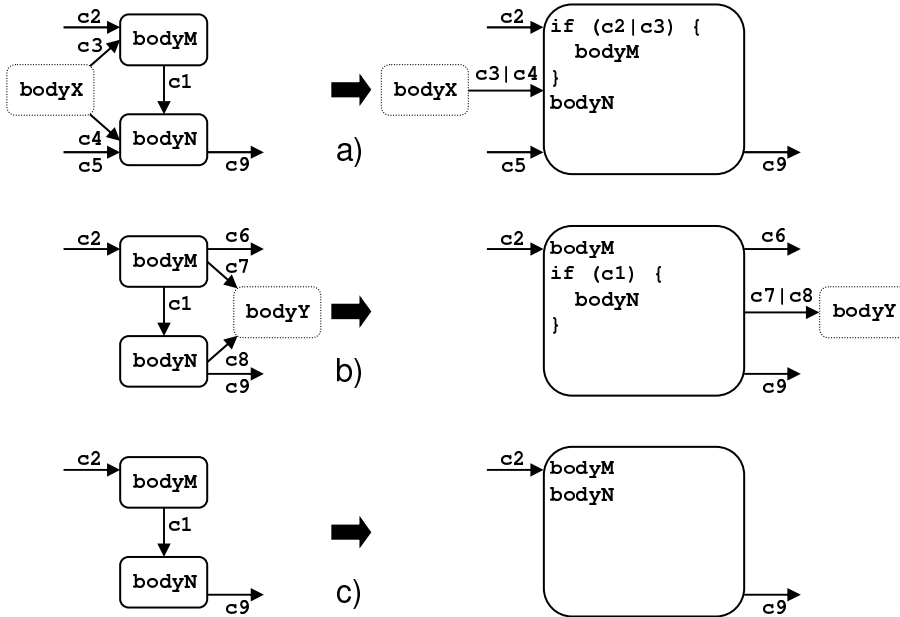 c2
bodyM
c3
bodyX
c1
c4
bodyN
c5
c9
a)
c2
if (c2|c3) {
bodyM
}
bodyN
c3|c4
bodyX
c5
c9
c2
bodyM
c6
c7
c1
bodyY
bodyN
c8
c9
b)
c2
bodyM
if (c1) {
bodyN
}
c6
c7|c8
bodyY
c9
c2
bodyM
c1
bodyN
c9
c)
c2
bodyM
bodyN
c9